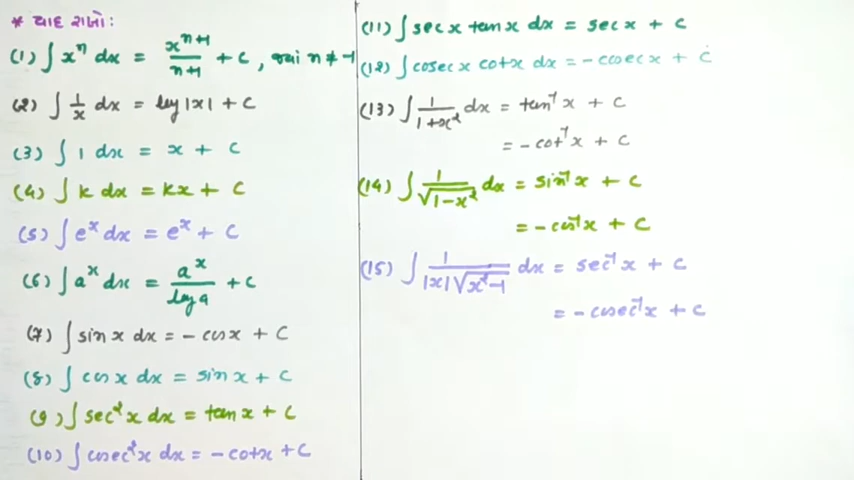 * યાદ રાખો:
(1) ∫ xⁿ dx = xⁿ⁺¹/n+1 + c, જ્યાં n ≠ -1
(2) ∫ 1/x dx = log|x| + c
(3) ∫ 1 dx = x + c
(4) ∫ k dx = kx + c
(5) ∫ eˣ dx = eˣ + c
(6) ∫ aˣ dx = aˣ/log a + c
(7) ∫ sin x dx = - cos x + c
(8) ∫ cos x dx = sin x + c
(9) ∫ sec² x dx = tan x + c
(10) ∫ cosec² x dx = - cot x + c
(11) ∫ sec x tan x dx = sec x + c
(12) ∫ cosec x cot x dx = - cosec x + c
(13) ∫ 1/1+x² dx = tan⁻¹ x + c
= - cot⁻¹ x + c
(14) ∫ 1/√1-x² dx = sin⁻¹ x + c
= - cos⁻¹ x + c
(15) ∫ 1/|x|√x²-1 dx = sec⁻¹ x + c
= - cosec⁻¹ x + c